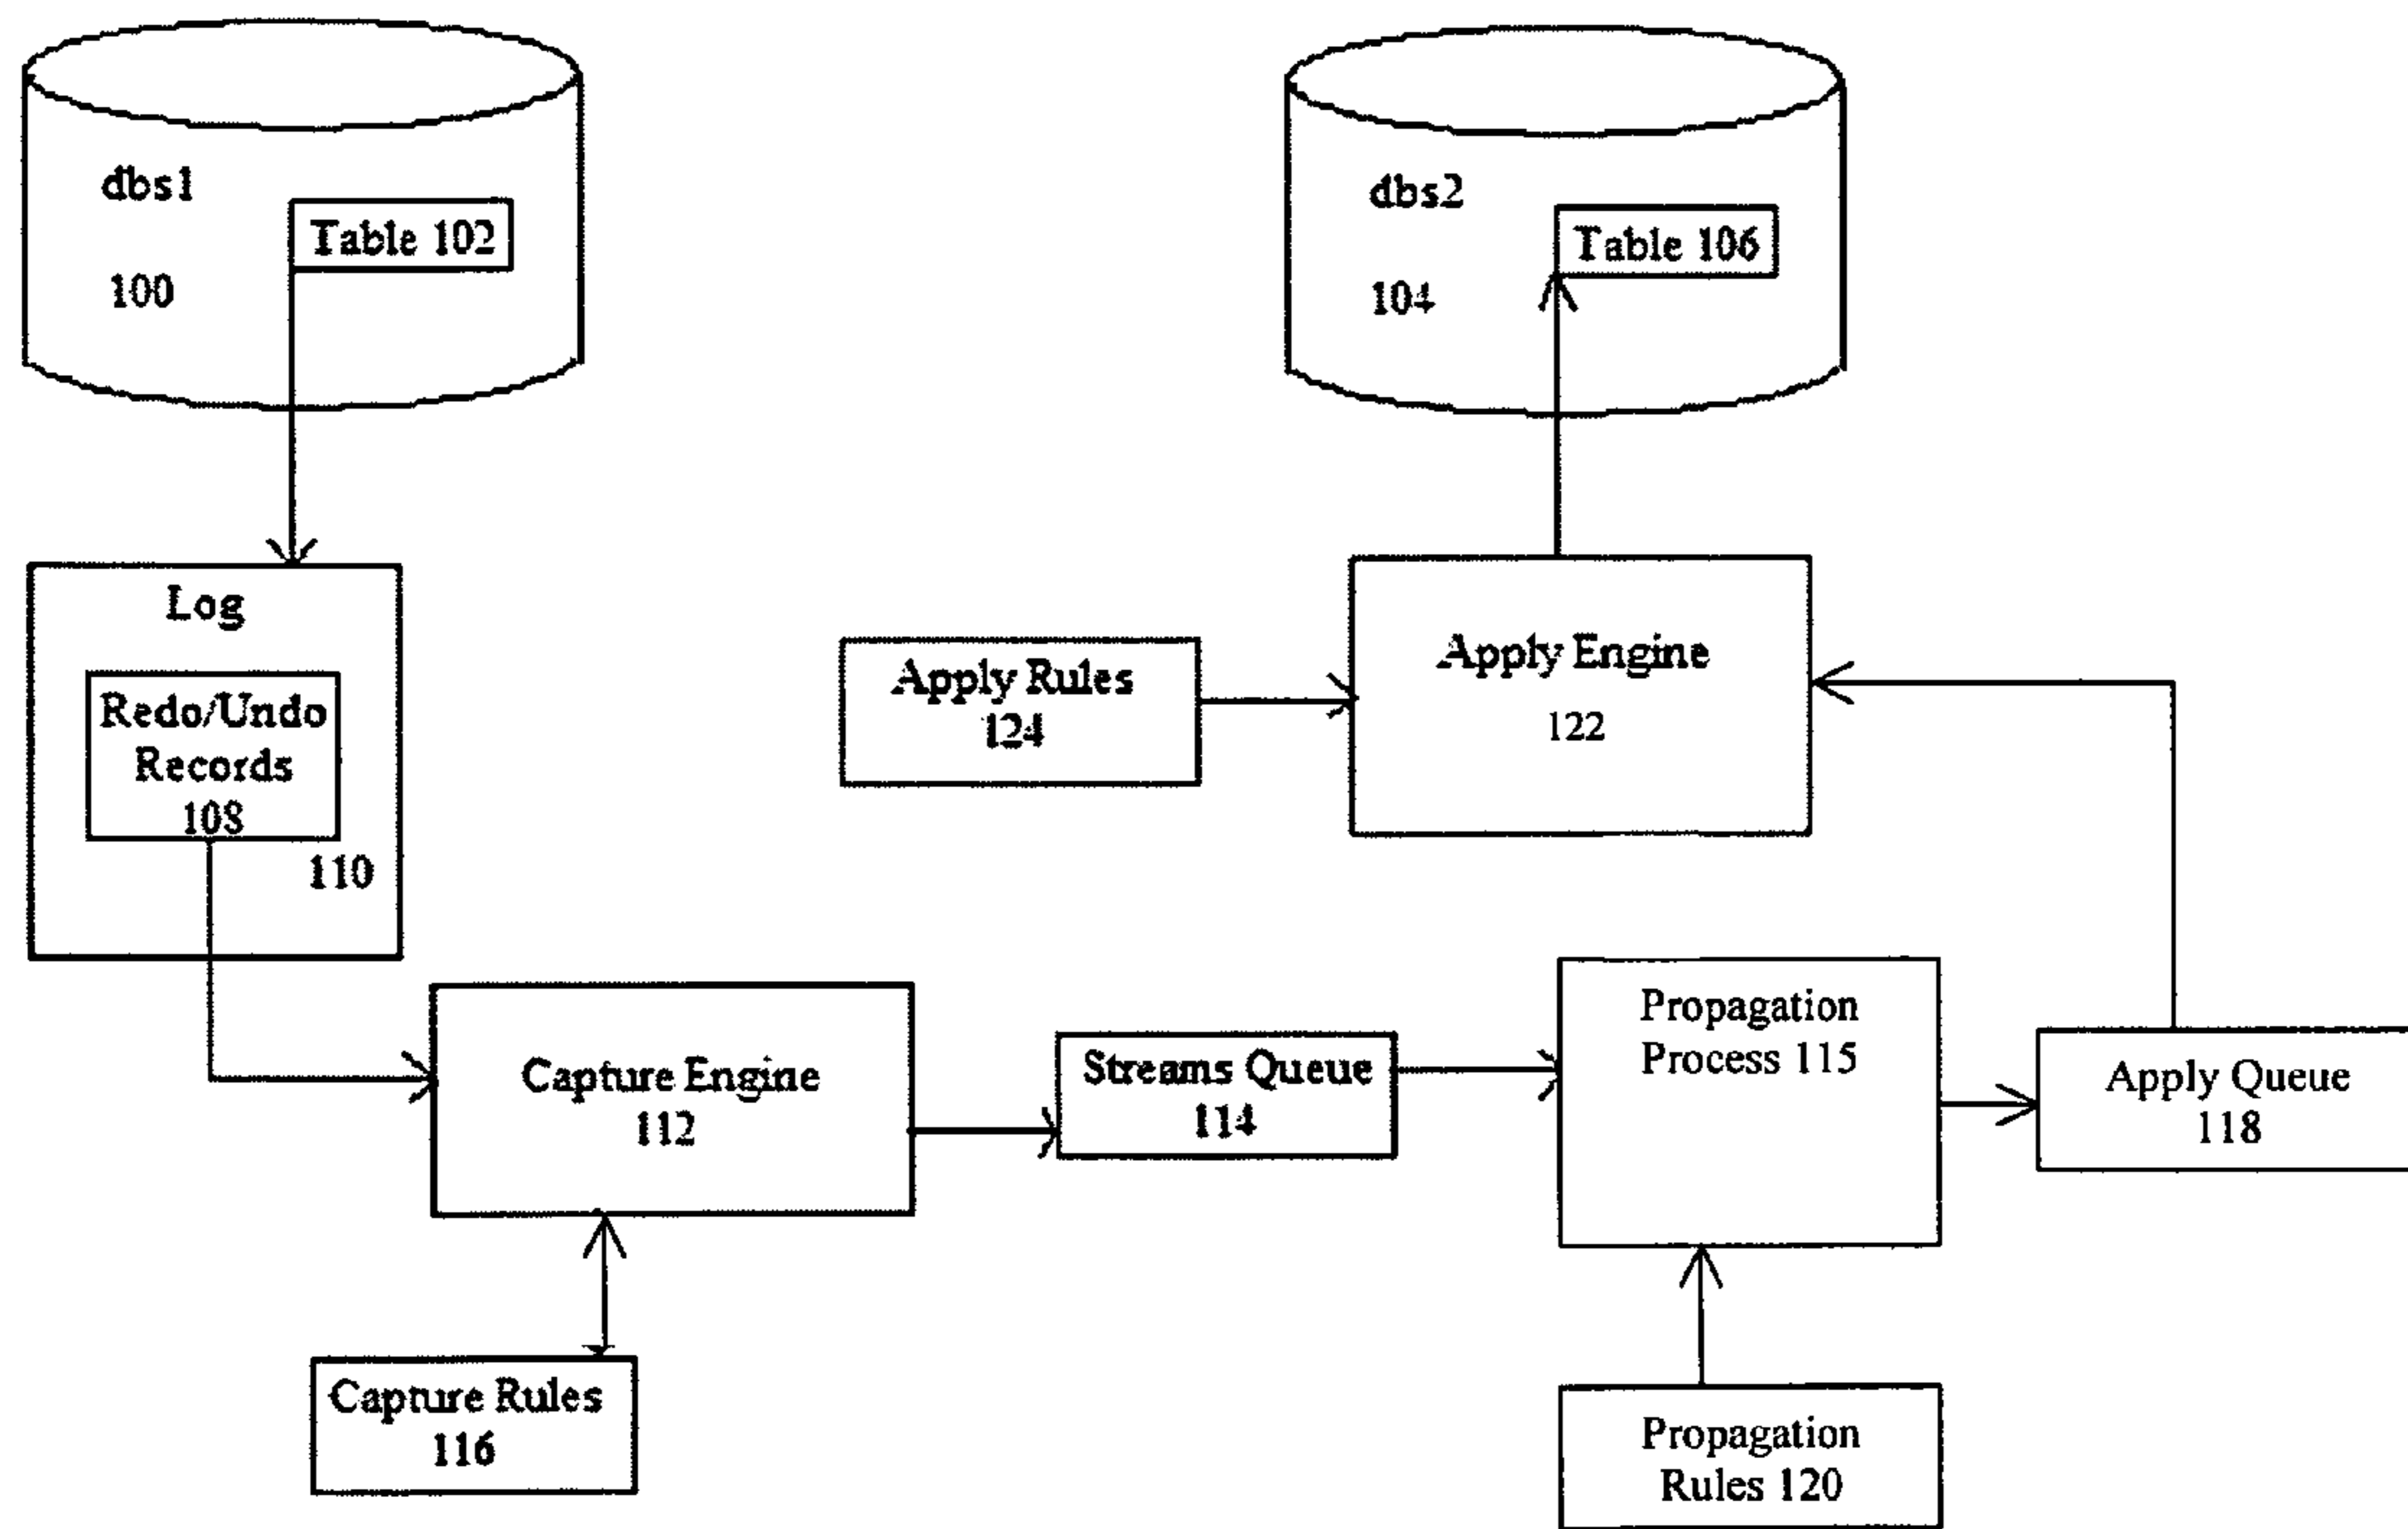 dbs1
Table 102
100
dbs2
Table 106
104
Log
Redo/Undo
Records
108
110
Apply Rules
124
Apply Engine
122
Capture Engine
112
Streams Queue
114
Propagation
Process 115
Apply Queue
118
Capture Rules
116
Propagation
Rules 120